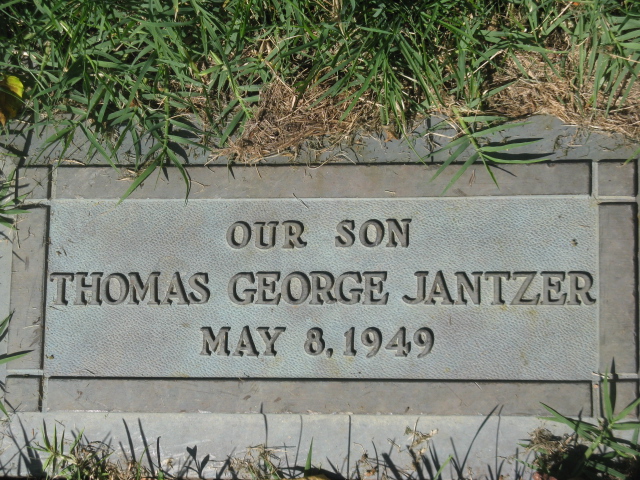 OUR SON
THOMAS GEORGE JANTZER
MAY 8, 1949